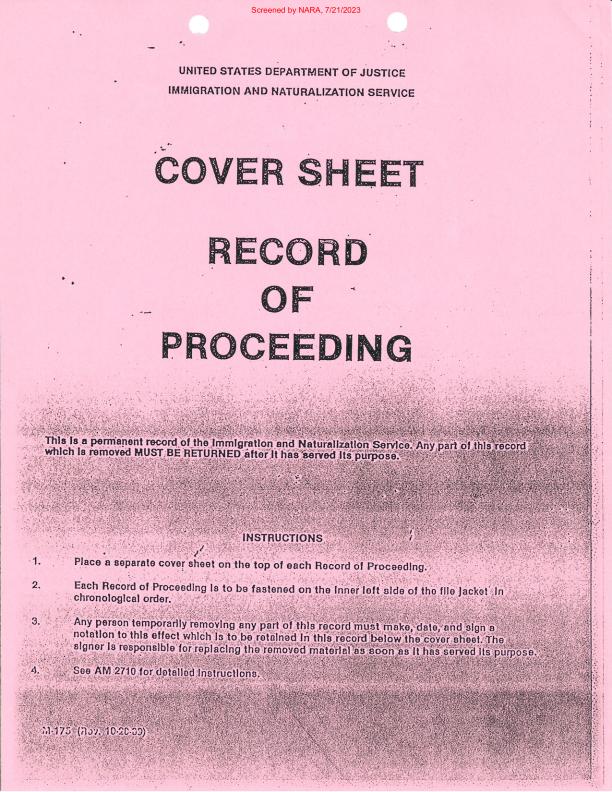 Screened by NARA, 7/21/2023
UNITED STATES DEPARTMENT OF JUSTICE
IMMIGRATION AND NATURALIZATION SERVICE
COVER SHEET
RECORD
OF
PROCEEDING
This is a permanent record of the Immigration and Naturalization Service. Any part of this record
which is removed MUST BE RETURNED after it has served its purpose.
INSTRUCTIONS
1. Place a separate cover sheet on the top of each Record of Proceeding.
2. Each Record of Proceeding is to be fastened on the inner left side of the file jacket in
chronological order.
3. Any person temporarily removing any part of this record must make, date, and sign a
notation to this effect which is to be retained in this record below the cover sheet. The
signer is responsible for replacing the removed material as soon as it has served its purpose.
4. See AM 2710 for detailed instructions.
M-175 (Rev.